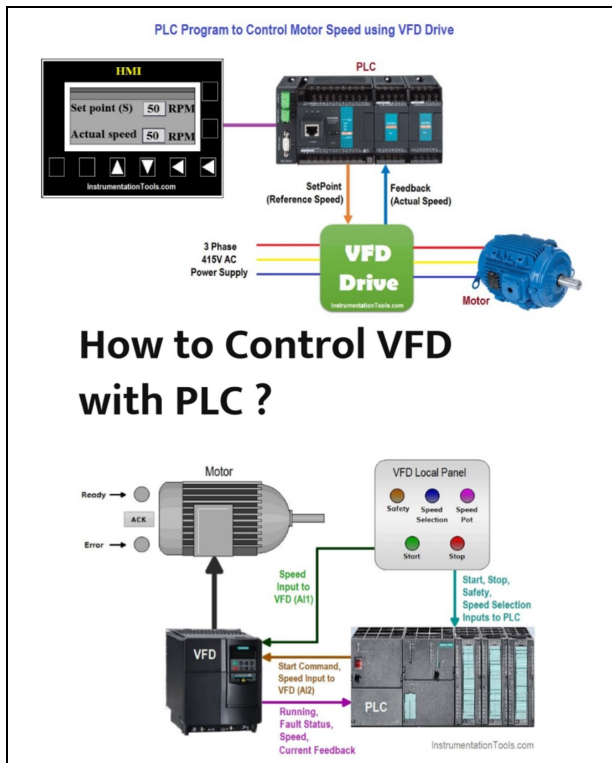 PLC Program to Control Motor Speed using VFD Drive
HMI
Set point (S) 50 RPM
Actual speed 50 RPM
InstrumentationTools.com
PLC
SetPoint
(Reference Speed)
Feedback
(Actual Speed)
3 Phase
415V AC
Power Supply
VFD
Drive
InstrumentationTools.com
Motor
How to Control VFD
with PLC ?
Motor
Ready
ACK
Error
VFD Local Panel
Safety
Speed
Selection
Speed
Pot
Start
Stop
Speed
Input to
VFD (AI1)
Start, Stop,
Safety,
Speed Selection
Inputs to PLC
VFD
Start Command,
Speed Input to
VFD (AI2)
PLC
Running,
Fault Status,
Speed,
Current Feedback
InstrumentationTools.com